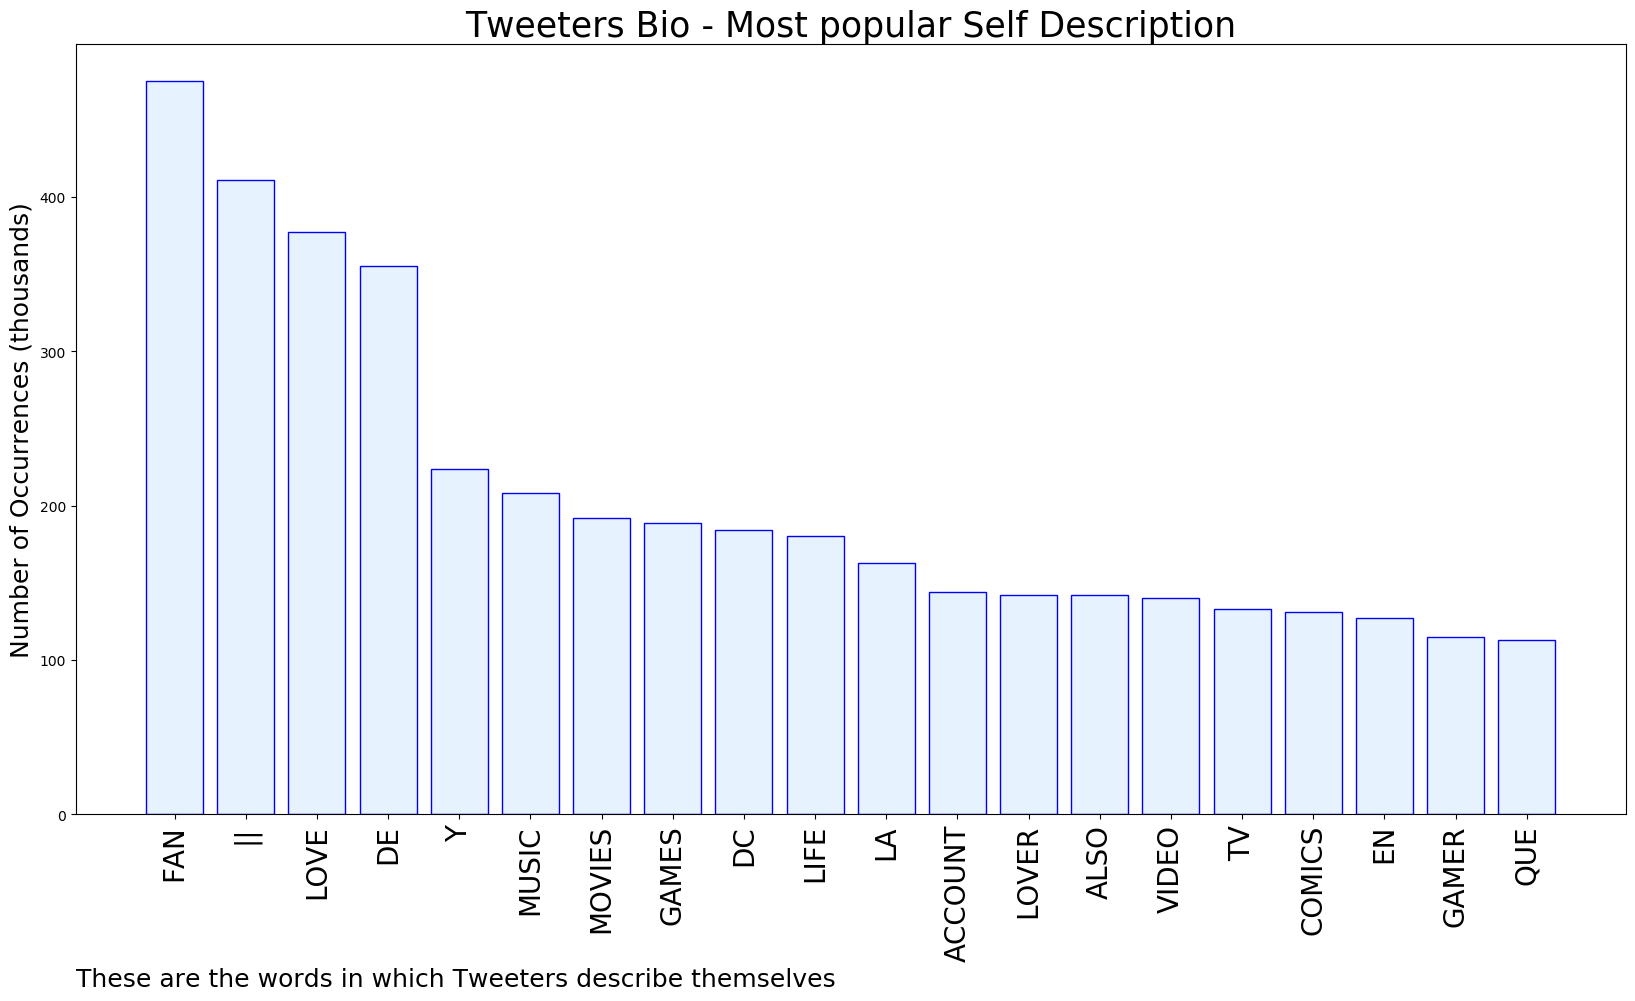 Tweeters Bio - Most popular Self Description
Number of Occurrences (thousands)
400
300
200
100
0
FAN
||
LOVE
DE
Y
MUSIC
MOVIES
GAMES
DC
LIFE
LA
ACCOUNT
LOVER
ALSO
VIDEO
TV
COMICS
EN
GAMER
QUE
These are the words in which Tweeters describe themselves